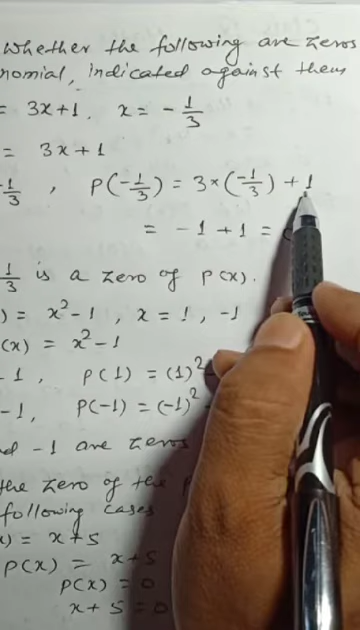 Whether the following are zeros
nomial, indicated against them
= 3x+1, x = -1/3
= 3x+1
-1/3, P(-1/3) = 3×(-1/3) +1
= -1 +1 =
1/3 is a zero of p(x).
) = x²-1, x = 1, -1
(x) = x²-1
1, P(1) = (1)²
-1, P(-1) = (-1)²
d -1 are zeros
the zero of the
following cases
) = x+5
P(x) = x+5
P(x) = 0
x+5 = 0